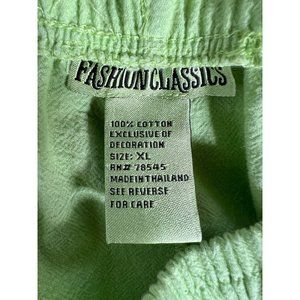 FASHION CLASSICS
100% COTTON
EXCLUSIVE OF
DECORATION
SIZE: XL
RN# 78545
MADE IN THAILAND
SEE REVERSE
FOR CARE